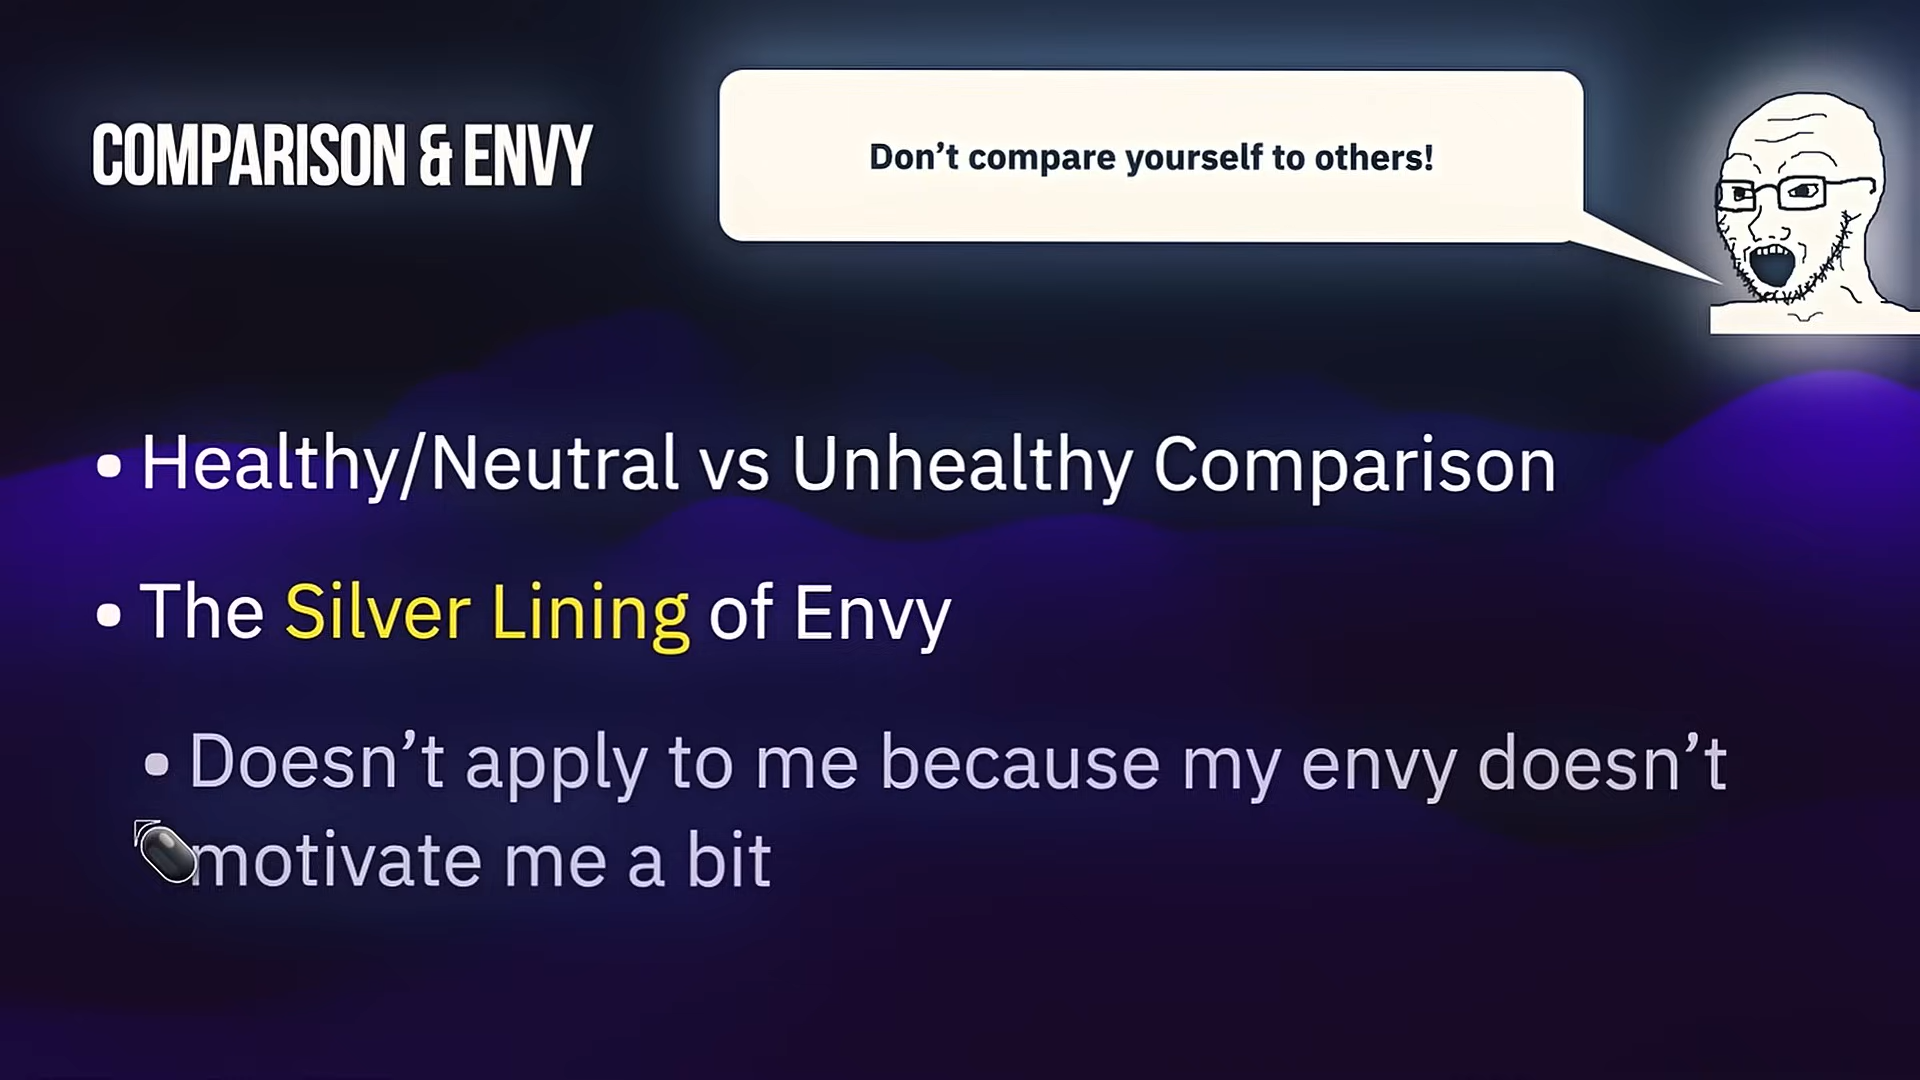 COMPARISON & ENVY
Don’t compare yourself to others!
• Healthy/Neutral vs Unhealthy Comparison
• The Silver Lining of Envy
• Doesn’t apply to me because my envy doesn’t
motivate me a bit